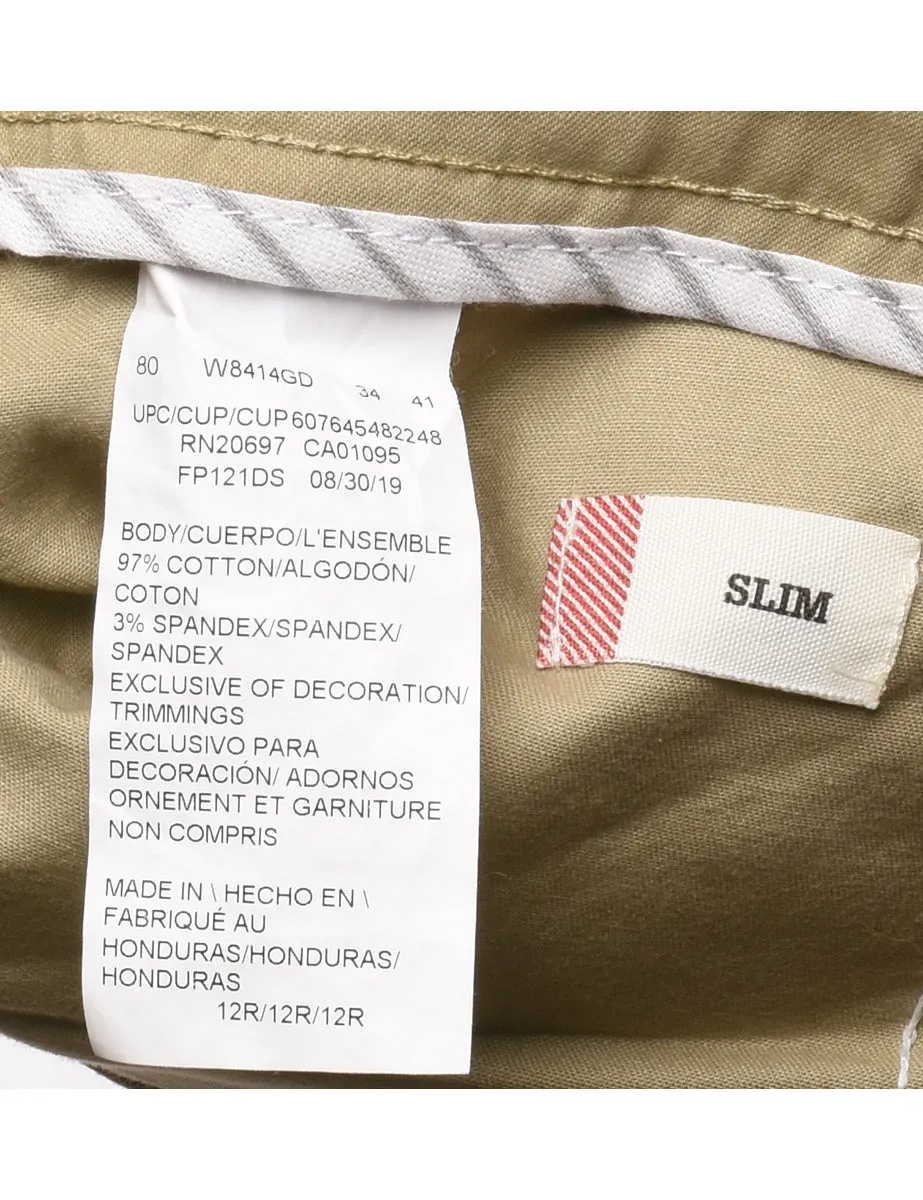 80 W8414GD 34 41
UPC/CUP/CUP607645482248
RN20697 CA01095
FP121DS 08/30/19
BODY/CUERPO/L'ENSEMBLE
97% COTTON/ALGODÓN/
COTON
3% SPANDEX/SPANDEX/
SPANDEX
EXCLUSIVE OF DECORATION/
TRIMMINGS
EXCLUSIVO PARA
DECORACIÓN/ ADORNOS
ORNEMENT ET GARNITURE
NON COMPRIS
MADE IN \ HECHO EN \
FABRIQUÉ AU
HONDURAS/HONDURAS/
HONDURAS
12R/12R/12R
SLIM